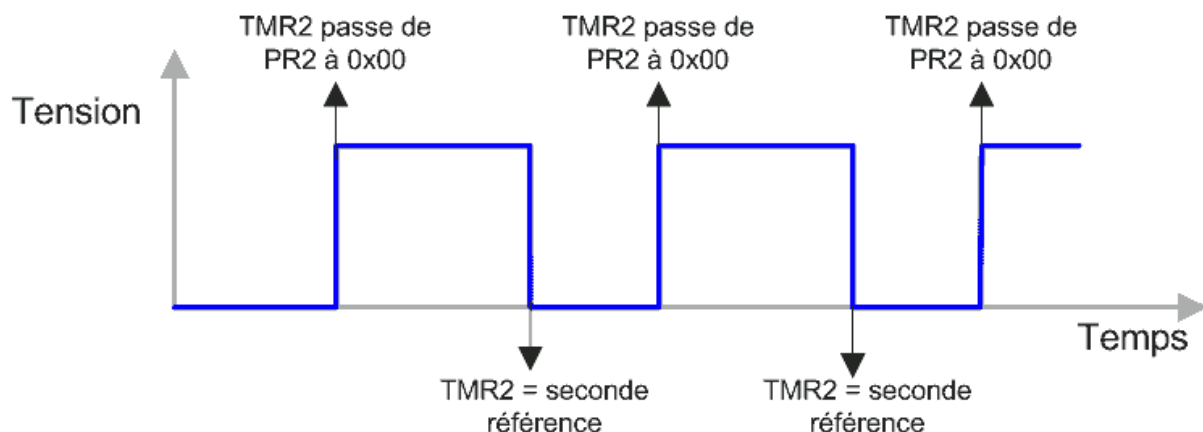 TMR2 passe de
PR2 à 0x00
TMR2 passe de
PR2 à 0x00
TMR2 passe de
PR2 à 0x00
Tension
Temps
TMR2 = seconde
référence
TMR2 = seconde
référence